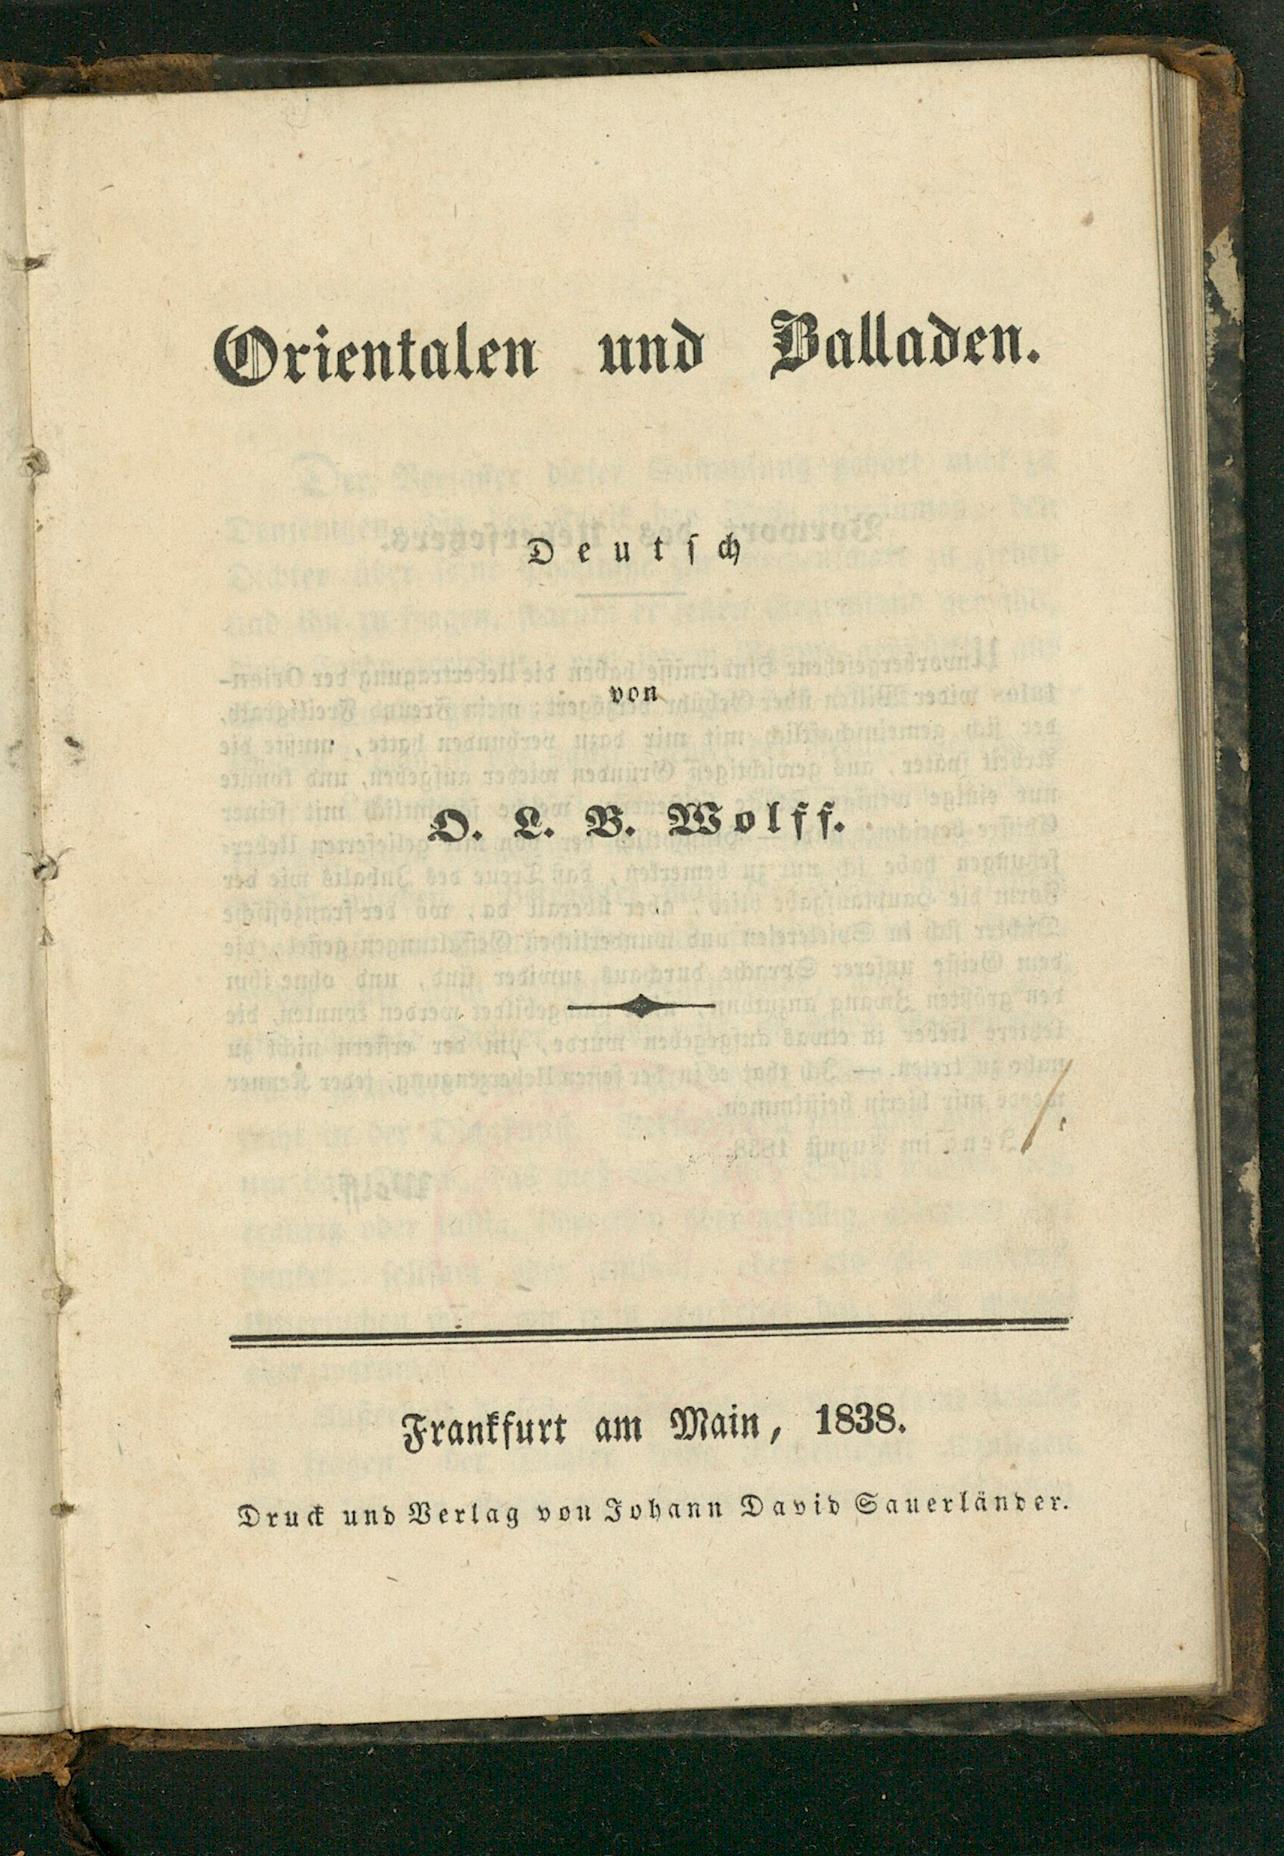 Orientalen und Balladen.
Deutsch
von
O. L. B. Wolff.
Frankfurt am Main, 1838.
Druck und Verlag von Johann David Sauerländer.